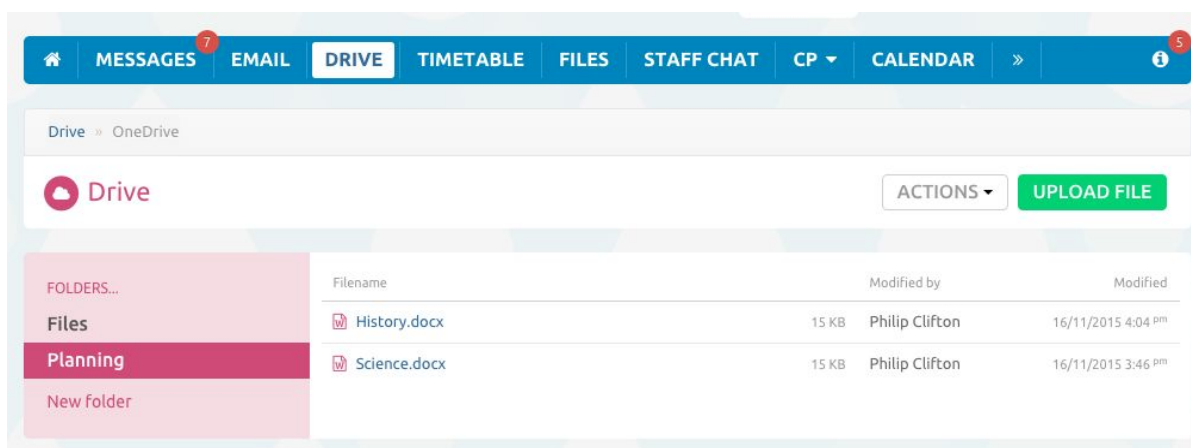 MESSAGES 7 EMAIL DRIVE TIMETABLE FILES STAFF CHAT CP CALENDAR » 5
Drive » OneDrive
Drive ACTIONS UPLOAD FILE
FOLDERS...
Files
Planning
New folder
Filename Modified by Modified
History.docx 15 KB Philip Clifton 16/11/2015 4:04 pm
Science.docx 15 KB Philip Clifton 16/11/2015 3:46 pm